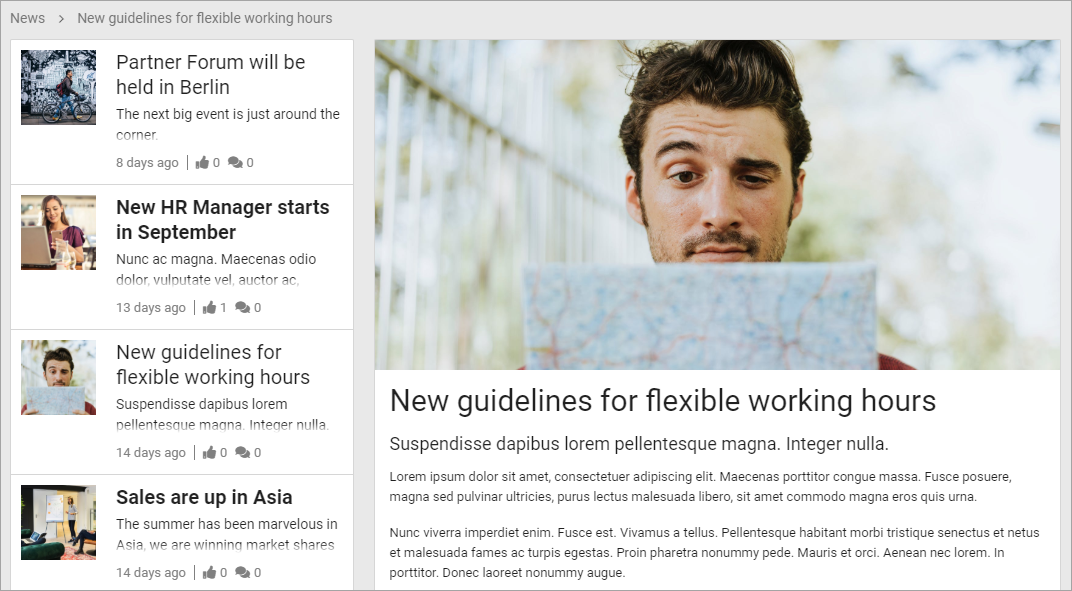 News > New guidelines for flexible working hours
Partner Forum will be
held in Berlin
The next big event is just around the
corner.
8 days ago | 0 0
New HR Manager starts
in September
Nunc ac magna. Maecenas odio
dolor, vulputate vel, auctor ac,
13 days ago | 1 0
New guidelines for
flexible working hours
Suspendisse dapibus lorem
pellentesque magna. Integer nulla.
14 days ago | 0 0
Sales are up in Asia
The summer has been marvelous in
Asia, we are winning market shares
14 days ago | 0 0
New guidelines for flexible working hours
Suspendisse dapibus lorem pellentesque magna. Integer nulla.
Lorem ipsum dolor sit amet, consectetuer adipiscing elit. Maecenas porttitor congue massa. Fusce posuere,
magna sed pulvinar ultricies, purus lectus malesuada libero, sit amet commodo magna eros quis urna.
Nunc viverra imperdiet enim. Fusce est. Vivamus a tellus. Pellentesque habitant morbi tristique senectus et netus
et malesuada fames ac turpis egestas. Proin pharetra nonummy pede. Mauris et orci. Aenean nec lorem. In
porttitor. Donec laoreet nonummy augue.